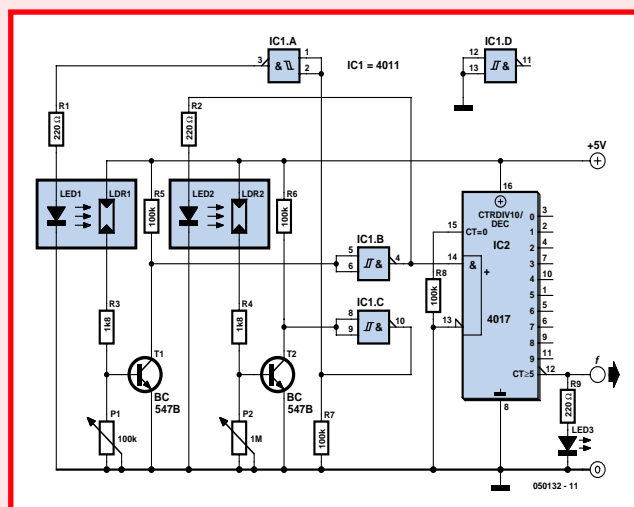 IC1.A
3
&
1
2
IC1 = 4011
IC1.D
12
13
&
11
R1
220 Ω
R2
220 Ω
+5V
LED1
LDR1
R5
100k
LED2
LDR2
R6
100k
16
CTRDIV10/
DEC
IC2
15
CT=0
14
&
+
R8
100k
13
4017
0
3
1
2
2
4
3
7
4
10
5
1
6
5
7
6
8
9
9
11
CT≥5
12
8
IC1.B
5
6
&
4
IC1.C
8
9
&
10
R3
1k8
R4
1k8
T1
BC
547B
T2
BC
547B
P1
100k
P2
1M
R7
100k
f
R9
220 Ω
LED3
0
050132 - 11